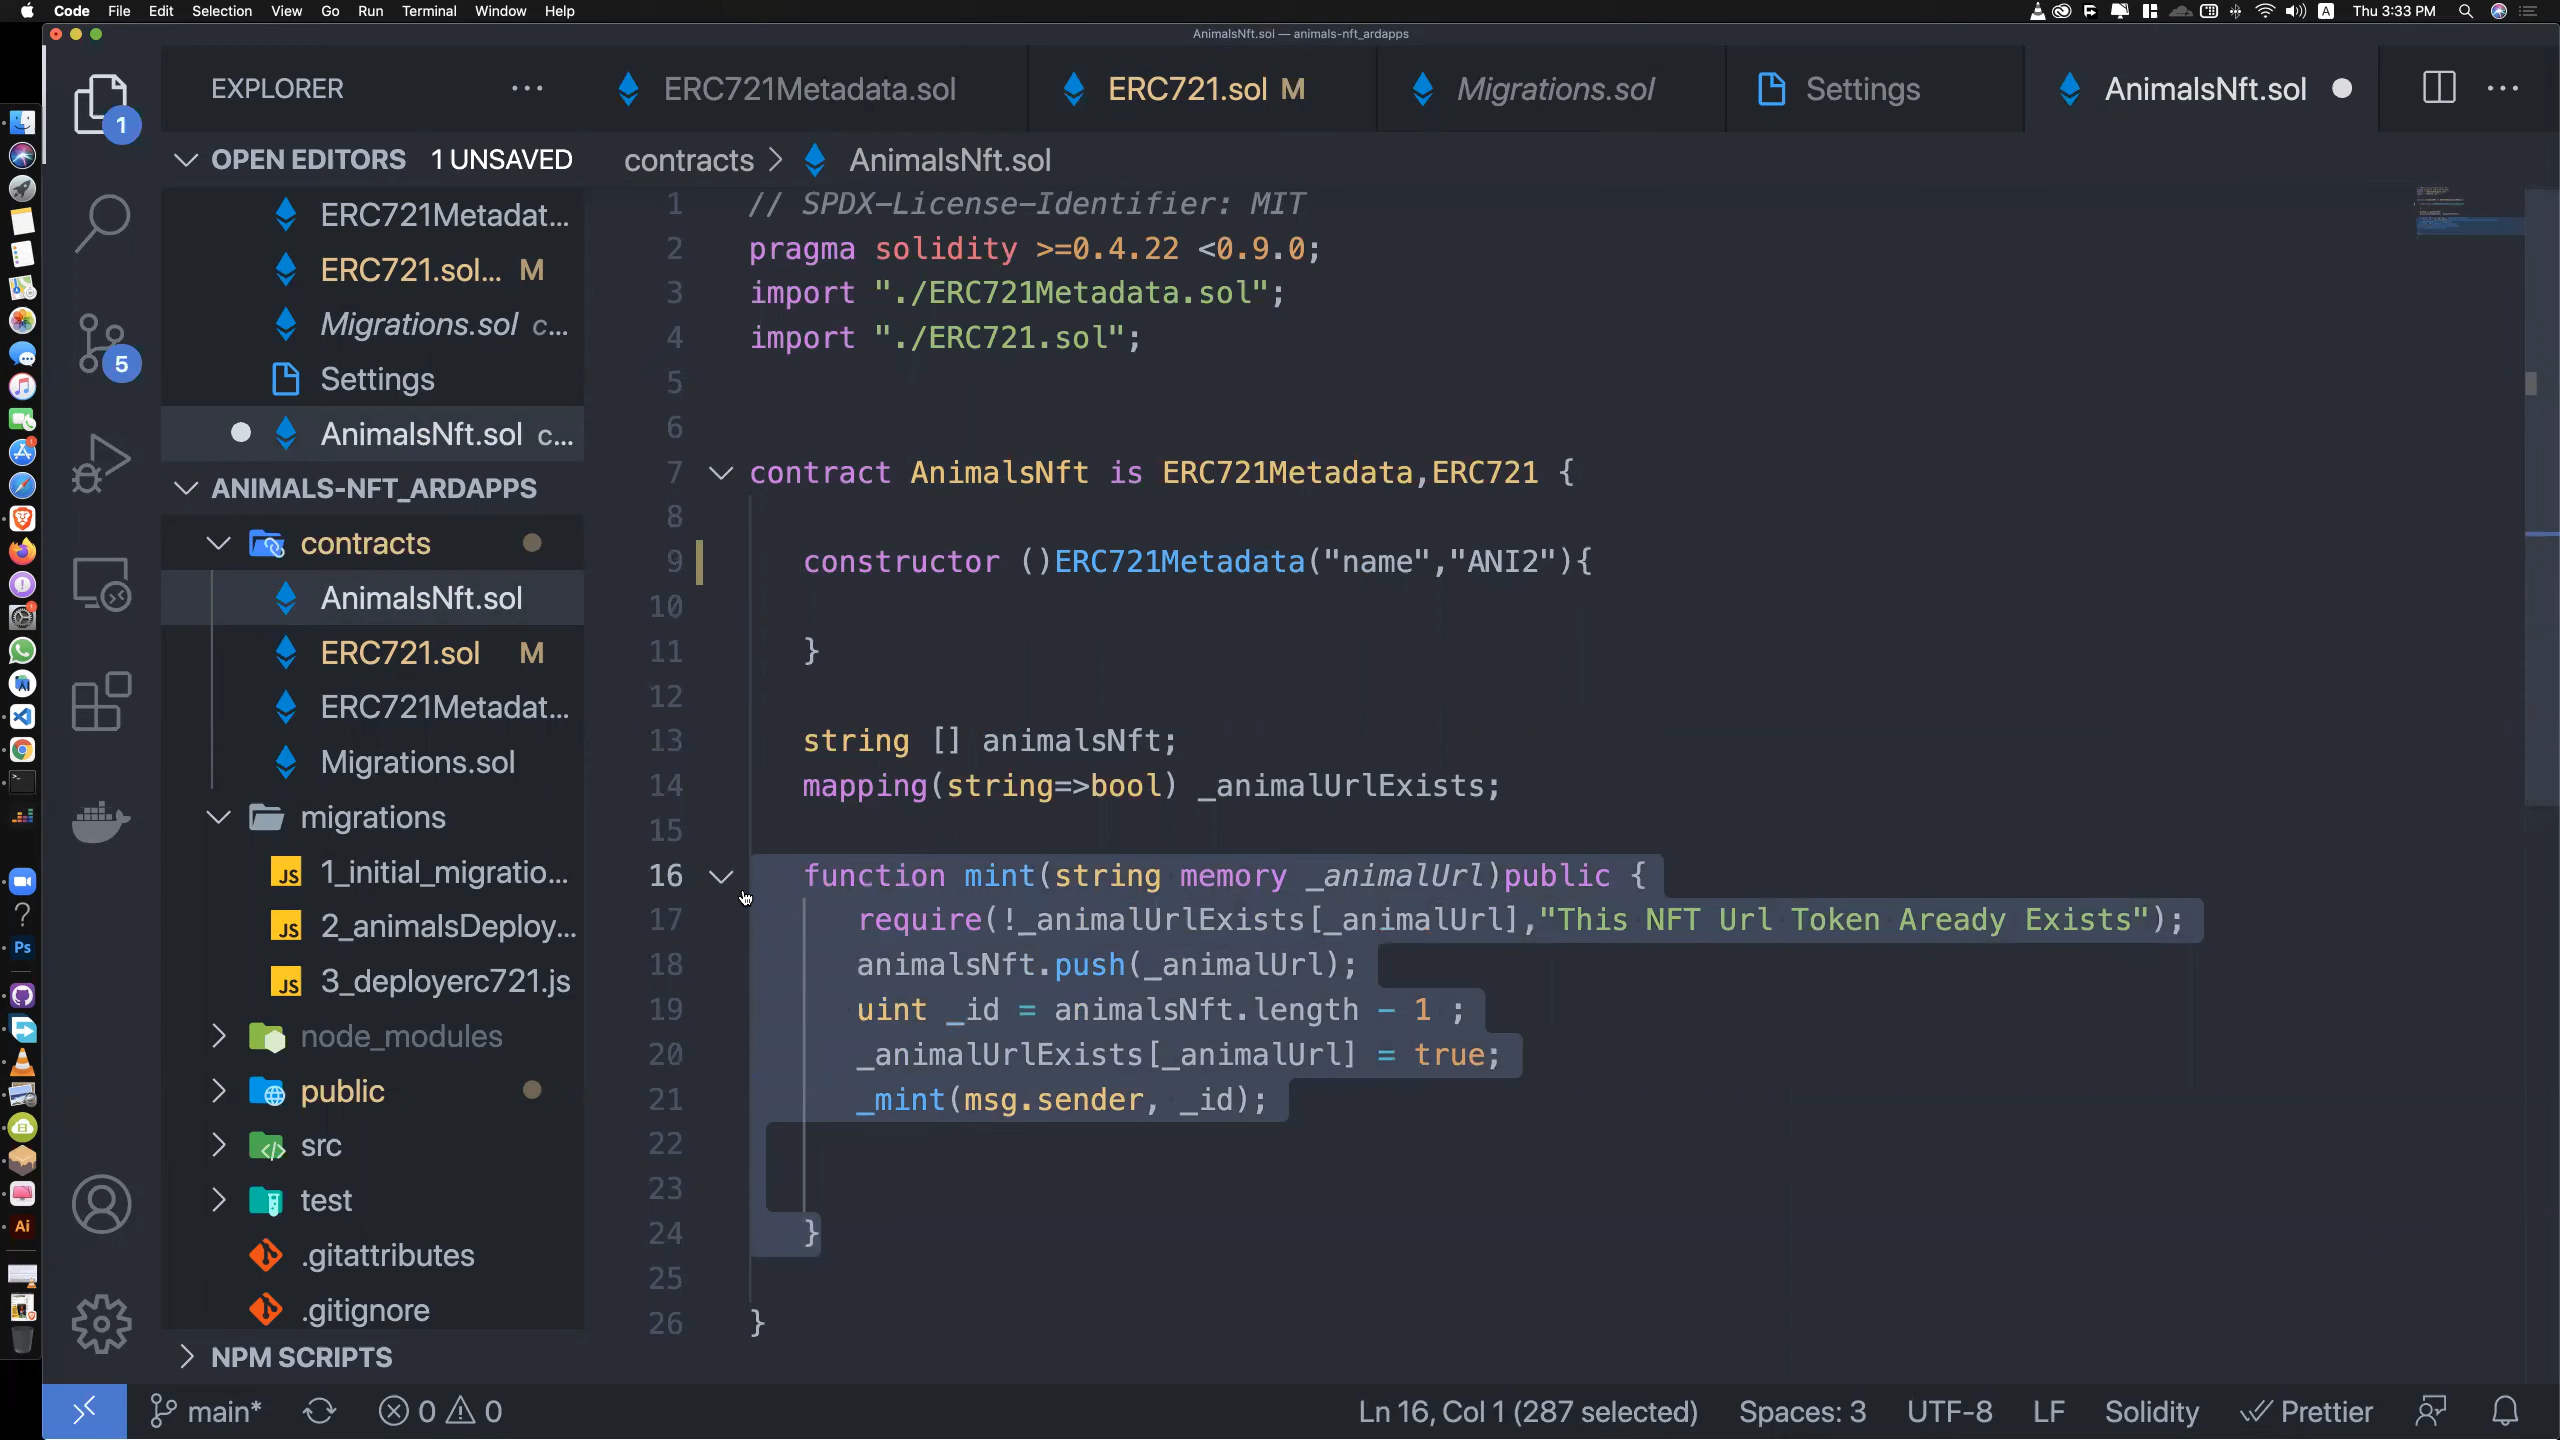 Code File Edit Selection View Go Run Terminal Window Help
A Thu 3:33 PM
AnimalsNft.sol — animals-nft_ardapps
EXPLORER
ERC721Metadata.sol
ERC721.sol M
Migrations.sol
Settings
AnimalsNft.sol
1
5
OPEN EDITORS 1 UNSAVED
ERC721Metadat...
ERC721.sol... M
Migrations.sol c...
Settings
AnimalsNft.sol c...
ANIMALS-NFT_ARDAPPS
contracts
AnimalsNft.sol
ERC721.sol M
ERC721Metadat...
Migrations.sol
migrations
JS 1_initial_migratio...
JS 2_animalsDeploy...
JS 3_deployerc721.js
node_modules
public
src
test
.gitattributes
.gitignore
NPM SCRIPTS
contracts > AnimalsNft.sol
1 // SPDX-License-Identifier: MIT
2 pragma solidity >=0.4.22 <0.9.0;
3 import "./ERC721Metadata.sol";
4 import "./ERC721.sol";
5
6
7 contract AnimalsNft is ERC721Metadata,ERC721 {
8
9 constructor ()ERC721Metadata("name","ANI2"){
10
11 }
12
13 string [] animalsNft;
14 mapping(string=>bool) _animalUrlExists;
15
16 function mint(string memory _animalUrl)public {
17 require(!_animalUrlExists[_animalUrl],"This NFT Url Token Aready Exists");
18 animalsNft.push(_animalUrl);
19 uint _id = animalsNft.length - 1 ;
20 _animalUrlExists[_animalUrl] = true;
21 _mint(msg.sender, _id);
22
23
24 }
25
26 }
Ps
Ai
main* 0 0
Ln 16, Col 1 (287 selected) Spaces: 3 UTF-8 LF Solidity Prettier